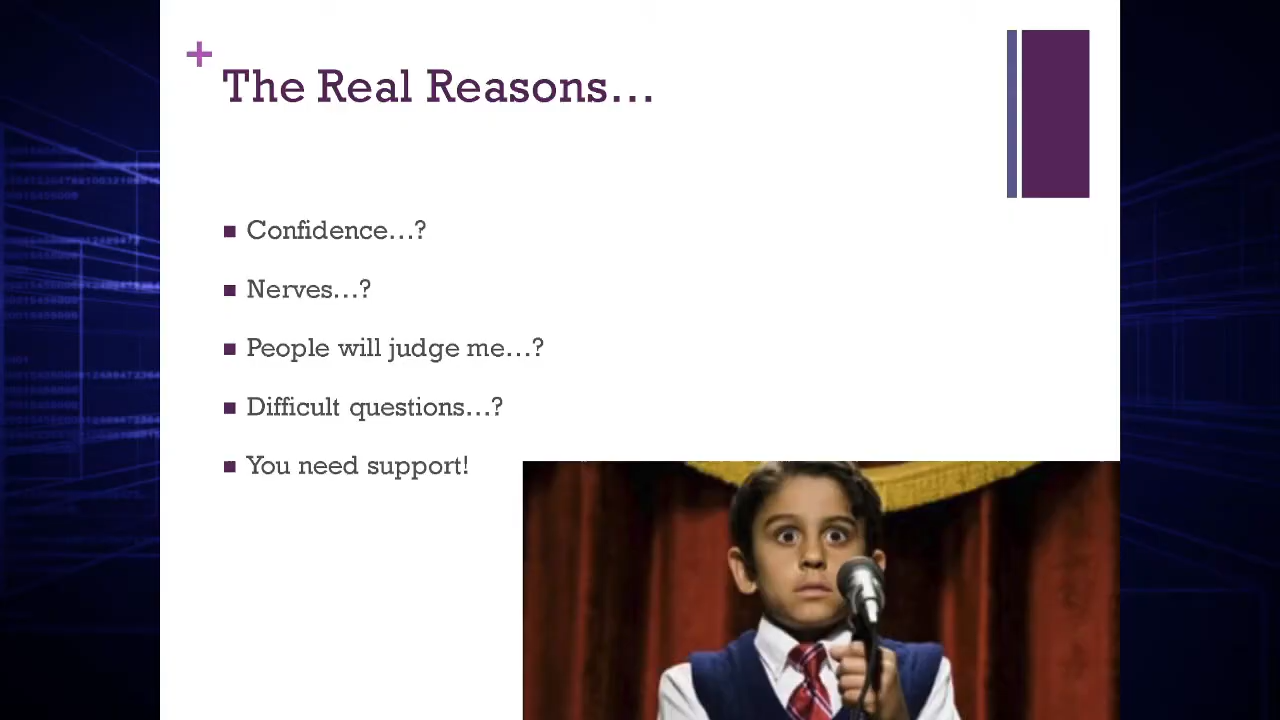 +
The Real Reasons…
Confidence…?
Nerves…?
People will judge me…?
Difficult questions…?
You need support!